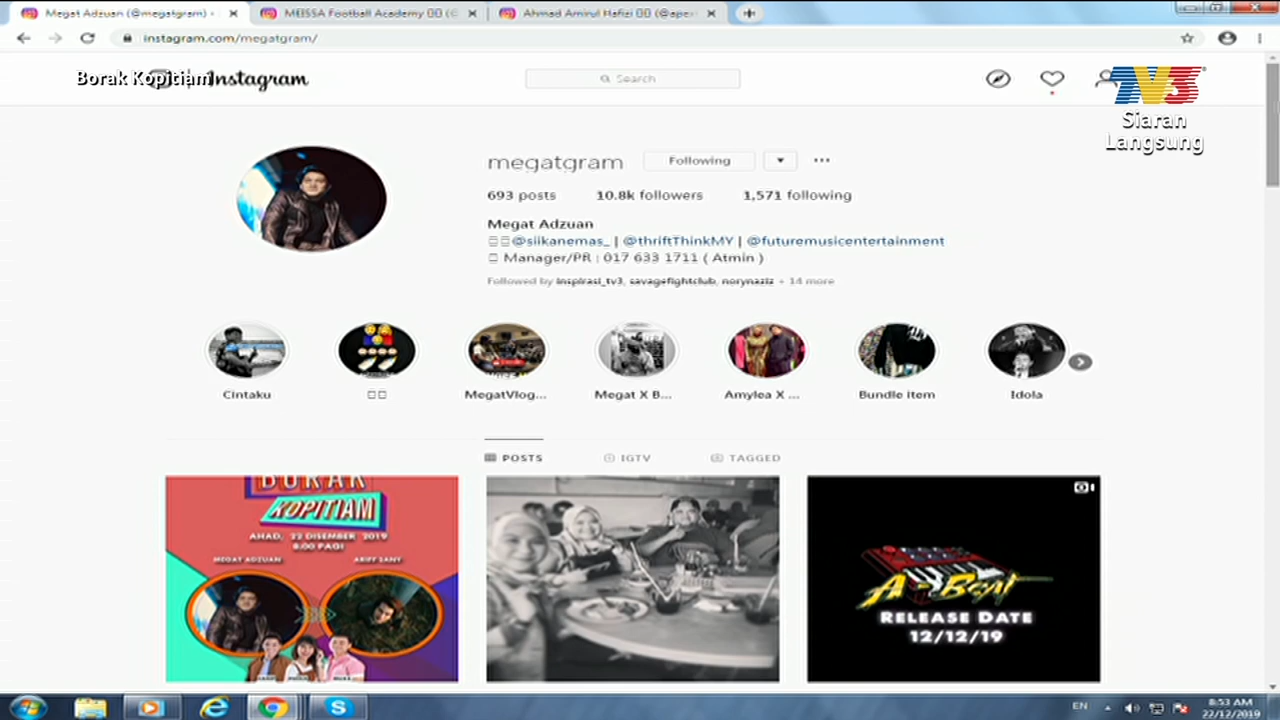 Megat Adzuan (@megatgram) •
MEISSA Football Academy
Ahmad Amirul Hafizi
instagram.com/megatgram/
Borak Kopitiam
Instagram
Search
TV3
Siaran
Langsung
megatgram
Following
693 posts 10.8k followers 1,571 following
Megat Adzuan
@siikanemas_ | @thriftThinkMY | @futuremusicentertainment
Manager/PR : 017 633 1711 ( Atmin )
Followed by inspirasi_tv3, savagefightclub, norynaziz + 14 more
Cintaku
MegatVlog...
Megat X B...
Amylea X ...
Bundle item
Idola
POSTS
IGTV
TAGGED
BORAK
KOPITIAM
AHAD, 22 DISEMBER 2019
8:00 PAGI
MEGAT ADZUAN
ARIFF SANY
A-Beat
RELEASE DATE
12/12/19
EN
8:53 AM
22/12/2019